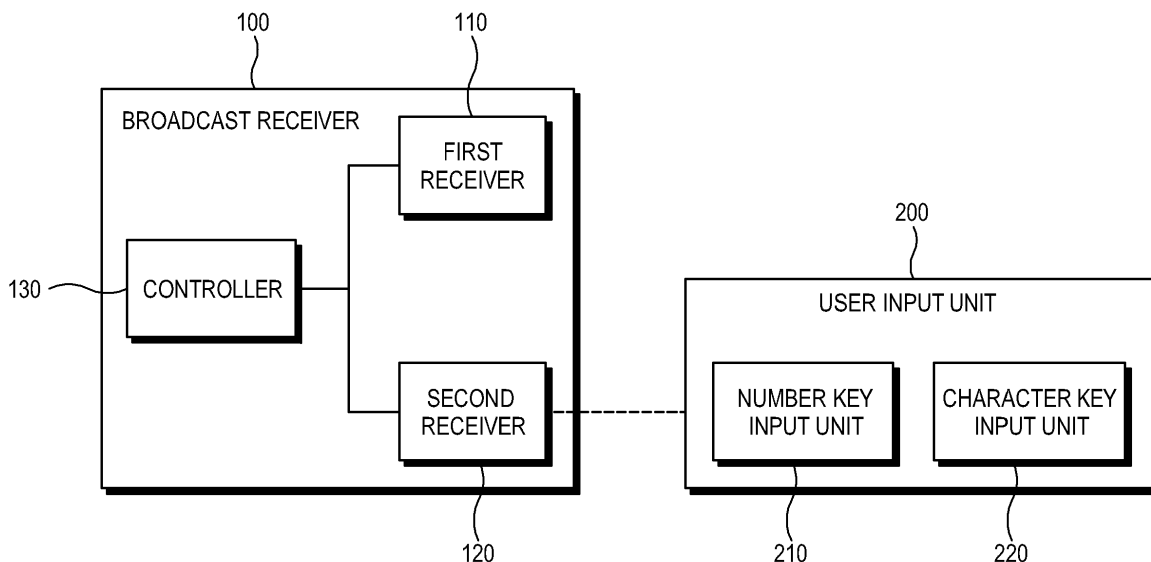 100
110
BROADCAST RECEIVER
FIRST
RECEIVER
200
130
CONTROLLER
USER INPUT UNIT
SECOND
RECEIVER
NUMBER KEY
INPUT UNIT
CHARACTER KEY
INPUT UNIT
120
210
220